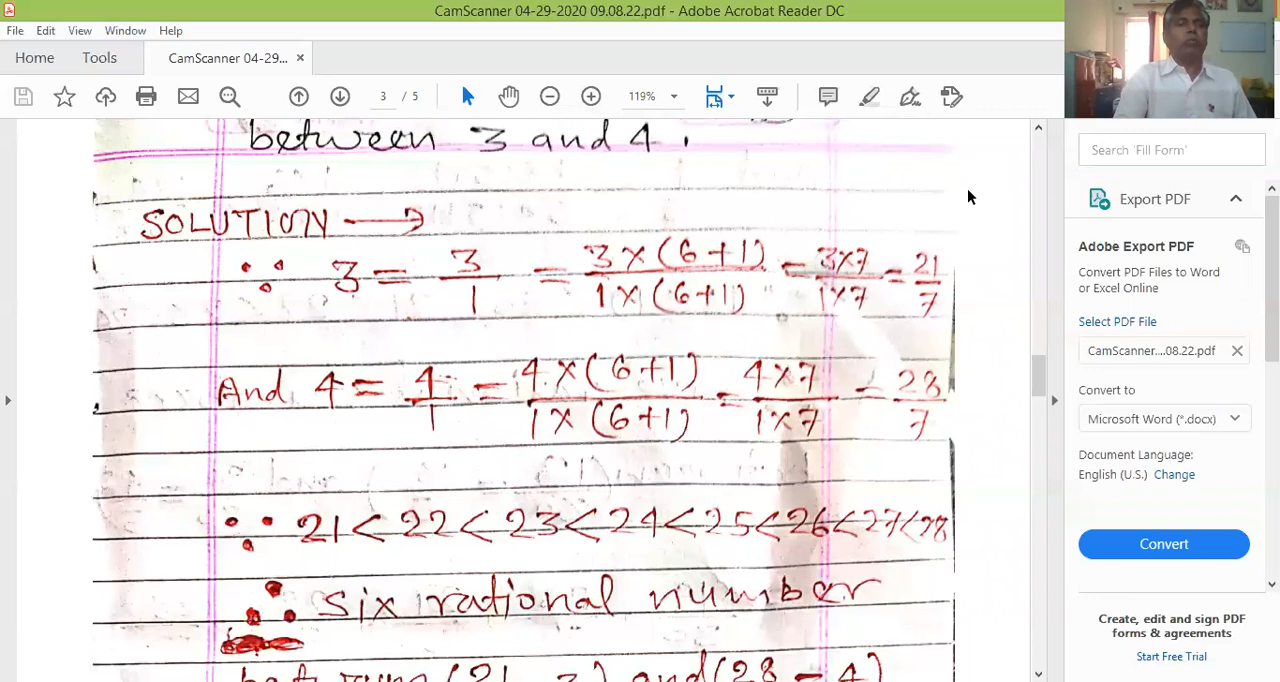 CamScanner 04-29-2020 09.08.22.pdf - Adobe Acrobat Reader DC
File Edit View Window Help
Home Tools CamScanner 04-29... ×
3 / 5 119%
between 3 and 4.
SOLUTION →
∵ 3 = 3/1 = 3×(6+1)/1×(6+1) = 3×7/1×7 = 21/7
And 4 = 4/1 = 4×(6+1)/1×(6+1) = 4×7/1×7 = 28/7
∵ 21<22<23<24<25<26<27<28
∴ six rational number
(21 and (28 = 4)
Search 'Fill Form'
Export PDF
Adobe Export PDF
Convert PDF Files to Word
or Excel Online
Select PDF File
CamScanner....08.22.pdf ×
Convert to
Microsoft Word (*.docx)
Document Language:
English (U.S.) Change
Convert
Create, edit and sign PDF
forms & agreements
Start Free Trial